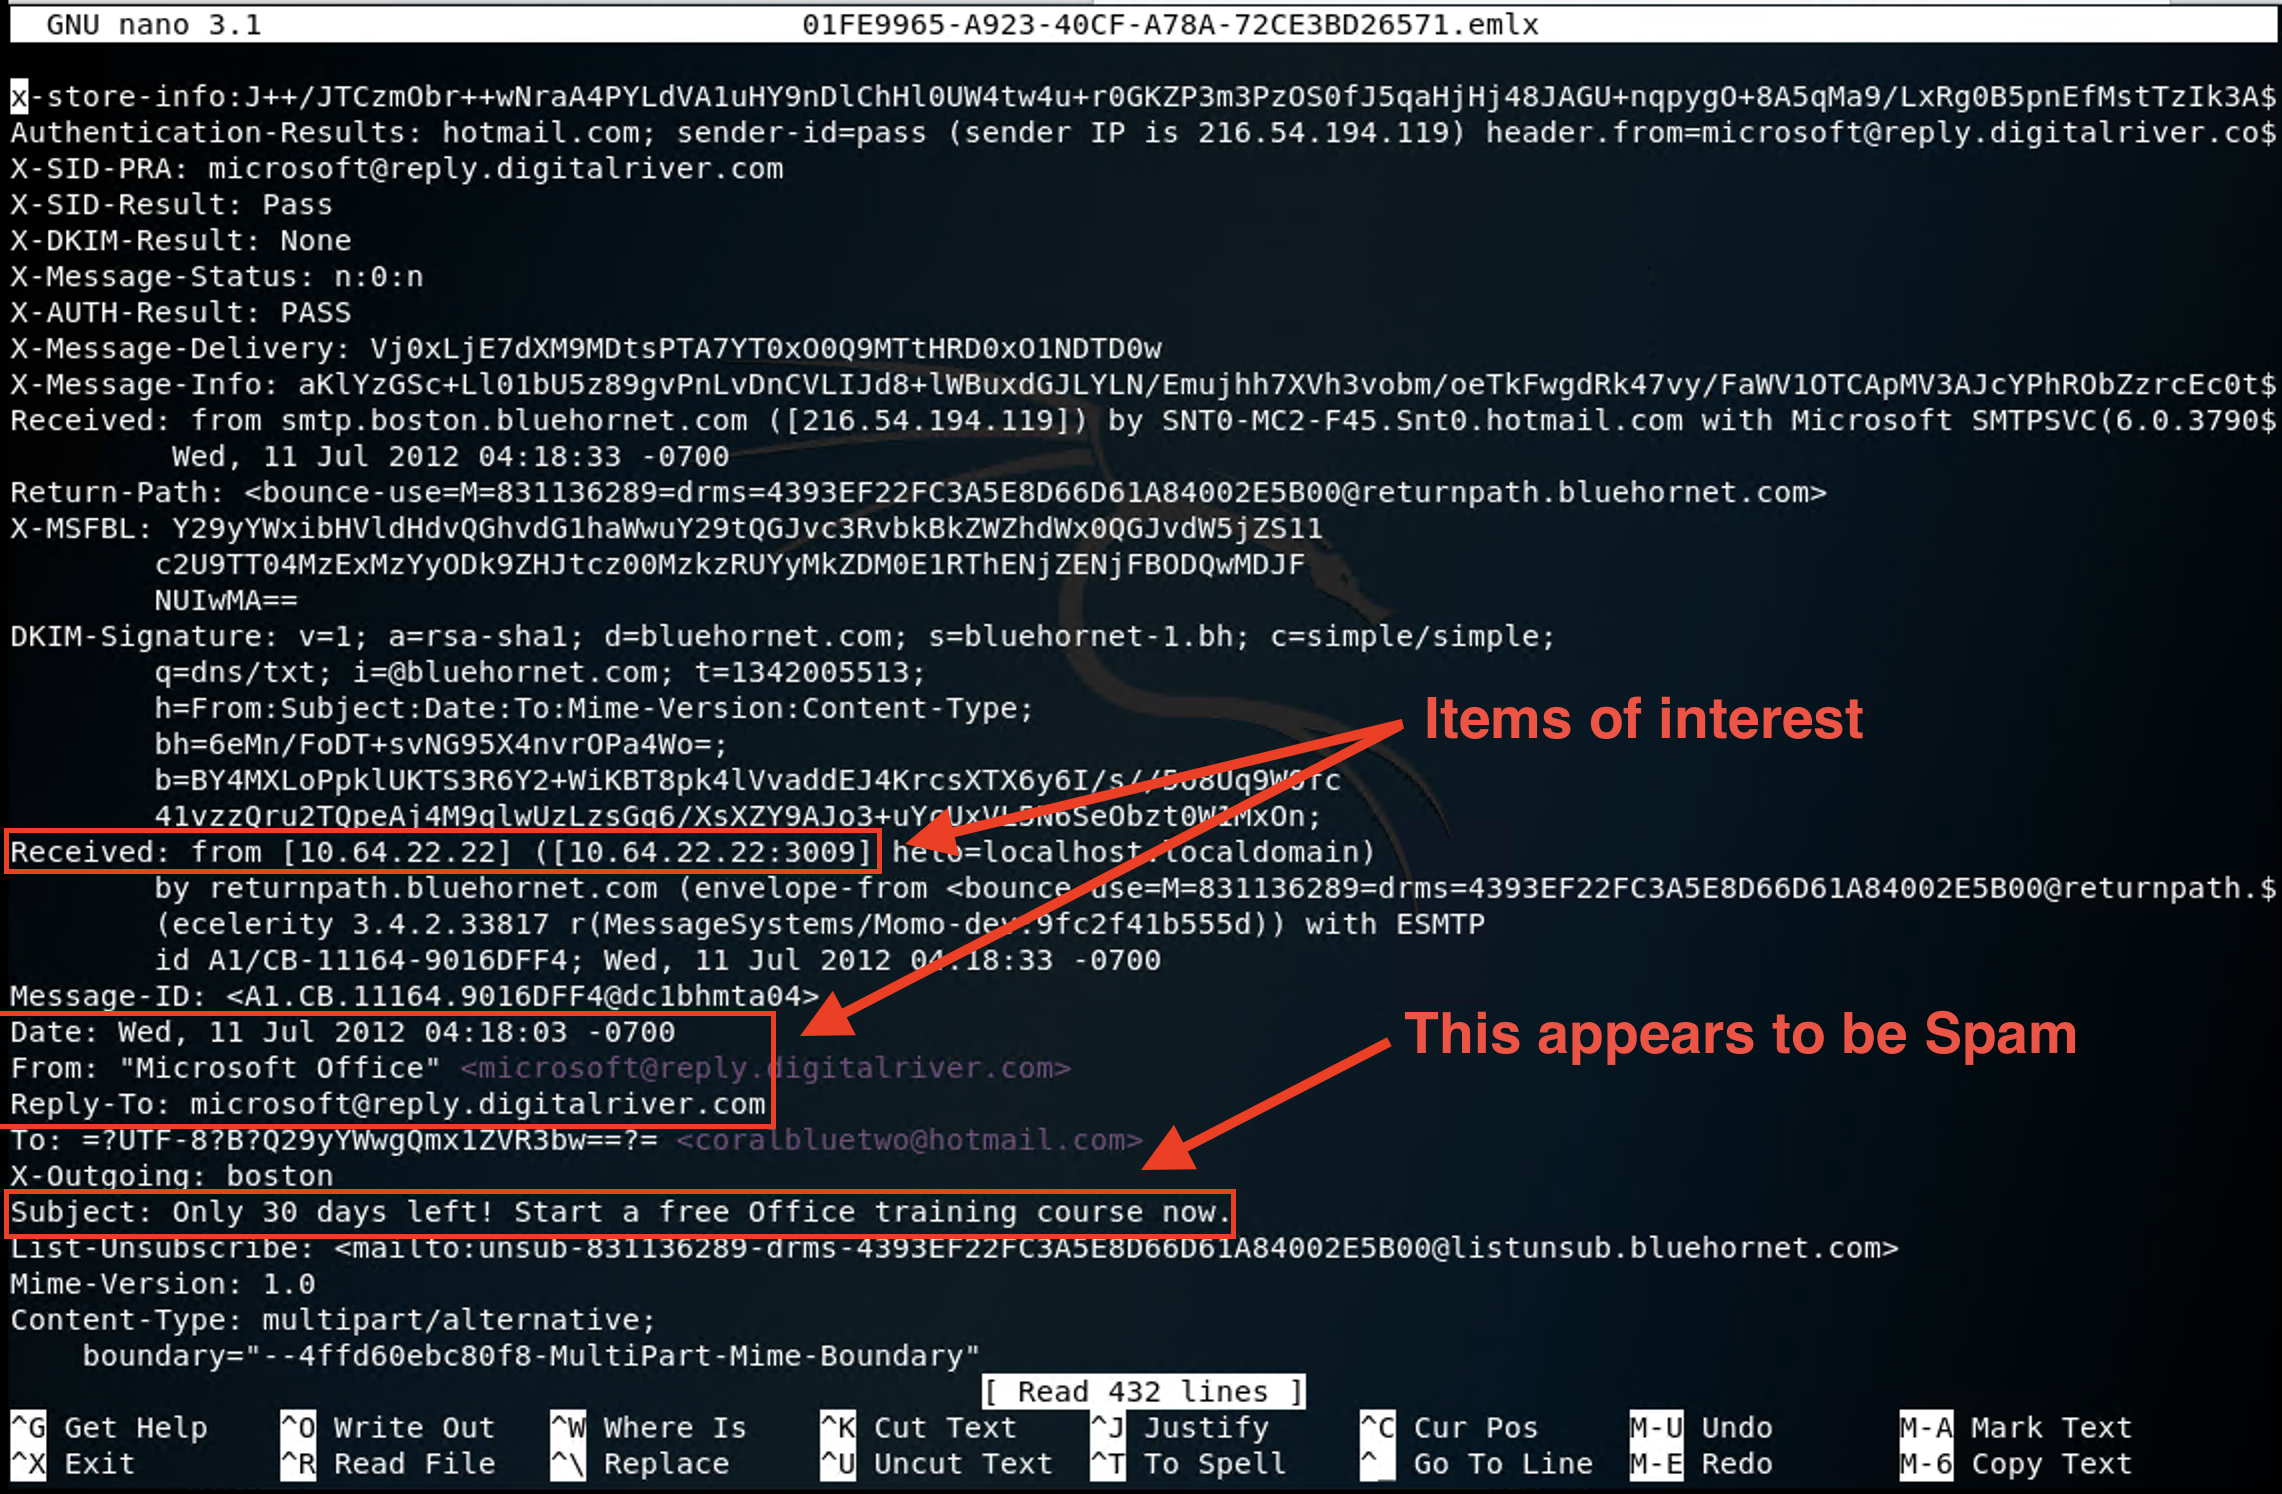 GNU nano 3.1 01FE9965-A923-40CF-A78A-72CE3BD26571.emlx
x-store-info:J++/JTCzmObr++wNraA4PYLdVA1uHY9nDlChHl0UW4tw4u+r0GKZP3m3PzOS0fJ5qaHjHj48JAGU+nqpygO+8A5qMa9/LxRg0B5pnEfMstTzIk3A$
Authentication-Results: hotmail.com; sender-id=pass (sender IP is 216.54.194.119) header.from=microsoft@reply.digitalriver.co$
X-SID-PRA: microsoft@reply.digitalriver.com
X-SID-Result: Pass
X-DKIM-Result: None
X-Message-Status: n:0:n
X-AUTH-Result: PASS
X-Message-Delivery: Vj0xLjE7dXM9MDtsPTA7YT0xO0Q9MTtHRD0xO1NDTD0w
X-Message-Info: aKlYzGSc+Ll01bU5z89gvPnLvDnCVLIJd8+lWBuxdGJLYLN/Emujhh7XVh3vobm/oeTkFwgdRk47vy/FaWV1OTCApMV3AJcYPhRObZzrcEc0t$
Received: from smtp.boston.bluehornet.com ([216.54.194.119]) by SNT0-MC2-F45.Snt0.hotmail.com with Microsoft SMTPSVC(6.0.3790$
Wed, 11 Jul 2012 04:18:33 -0700
Return-Path: <bounce-use=M=831136289=drms=4393EF22FC3A5E8D66D61A84002E5B00@returnpath.bluehornet.com>
X-MSFBL: Y29yYWxibHVldHdvQGhvdG1haWwuY29tQGJvc3RvbkBkZWZhdWx0QGJvdW5jZS11
c2U9TT04MzExMzYyODk9ZHJtcz00MzkzRUYyMkZDM0E1RThENjZENjFBODQwMDJF
NUIwMA==
DKIM-Signature: v=1; a=rsa-sha1; d=bluehornet.com; s=bluehornet-1.bh; c=simple/simple;
q=dns/txt; i=@bluehornet.com; t=1342005513;
h=From:Subject:Date:To:Mime-Version:Content-Type;
bh=6eMn/FoDT+svNG95X4nvrOPa4Wo=;
Items of interest
Received: from [10.64.22.22] ([10.64.22.22:3009] helo=localhost.localdomain)
by returnpath.bluehornet.com (envelope-from <bounce-use=M=831136289=drms=4393EF22FC3A5E8D66D61A84002E5B00@returnpath.$
(ecelerity 3.4.2.33817 r(MessageSystems/Momo-dev:9fc2f41b555d)) with ESMTP
id A1/CB-11164-9016DFF4; Wed, 11 Jul 2012 04:18:33 -0700
Message-ID: <A1.CB.11164.9016DFF4@dc1bhmta04>
Date: Wed, 11 Jul 2012 04:18:03 -0700
This appears to be Spam
From: "Microsoft Office" <microsoft@reply.digitalriver.com>
Reply-To: microsoft@reply.digitalriver.com
To: =?UTF-8?B?Q29yYWwgQmx1ZVR3bw==?= <coralbluetwo@hotmail.com>
X-Outgoing: boston
Subject: Only 30 days left! Start a free Office training course now.
List-Unsubscribe: <mailto:unsub-831136289-drms-4393EF22FC3A5E8D66D61A84002E5B00@listunsub.bluehornet.com>
Mime-Version: 1.0
Content-Type: multipart/alternative;
boundary="--4ffd60ebc80f8-MultiPart-Mime-Boundary"
[ Read 432 lines ]
^G Get Help ^O Write Out ^W Where Is ^K Cut Text ^J Justify ^C Cur Pos M-U Undo M-A Mark Text
^X Exit ^R Read File ^\ Replace ^U Uncut Text ^T To Spell ^_ Go To Line M-E Redo M-6 Copy Text